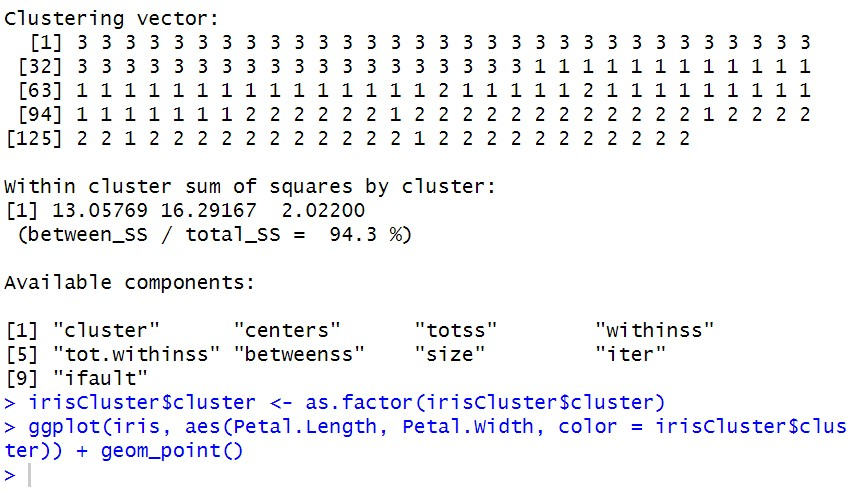 Clustering vector:
[1] 3 3 3 3 3 3 3 3 3 3 3 3 3 3 3 3 3 3 3 3 3 3 3 3 3 3 3 3 3 3 3
[32] 3 3 3 3 3 3 3 3 3 3 3 3 3 3 3 3 3 3 3 1 1 1 1 1 1 1 1 1 1 1 1
[63] 1 1 1 1 1 1 1 1 1 1 1 1 1 1 1 2 1 1 1 1 1 2 1 1 1 1 1 1 1 1 1
[94] 1 1 1 1 1 1 1 2 2 2 2 2 2 1 2 2 2 2 2 2 2 2 2 2 2 2 1 2 2 2 2
[125] 2 2 1 2 2 2 2 2 2 2 2 2 2 2 1 2 2 2 2 2 2 2 2 2 2 2
Within cluster sum of squares by cluster:
[1] 13.05769 16.29167  2.02200
(between_SS / total_SS =  94.3 %)
Available components:
[1] "cluster"      "centers"      "totss"        "withinss"
[5] "tot.withinss" "betweenss"    "size"         "iter"
[9] "ifault"
> irisCluster$cluster <- as.factor(irisCluster$cluster)
> ggplot(iris, aes(Petal.Length, Petal.Width, color = irisCluster$clus
ter)) + geom_point()
>